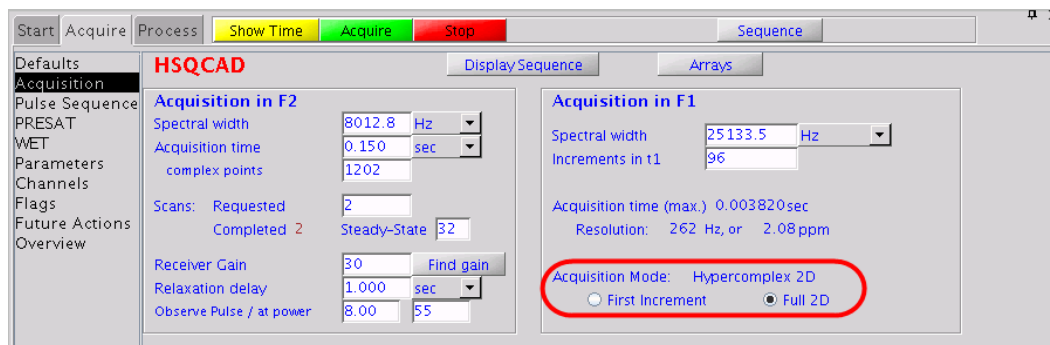 Start Acquire Process Show Time Acquire Stop Sequence
Defaults
Acquisition
Pulse Sequence
PRESAT
WET
Parameters
Channels
Flags
Future Actions
Overview
HSQCAD Display Sequence Arrays
Acquisition in F2
Spectral width 8012.8 Hz
Acquisition time 0.150 sec
complex points 1202
Scans: Requested 2
Completed 2 Steady-State 32
Receiver Gain 30 Find gain
Relaxation delay 1.000 sec
Observe Pulse / at power 8.00 55
Acquisition in F1
Spectral width 25133.5 Hz
Increments in t1 96
Acquisition time (max.) 0.003820 sec
Resolution: 262 Hz, or 2.08 ppm
Acquisition Mode: Hypercomplex 2D
First Increment Full 2D